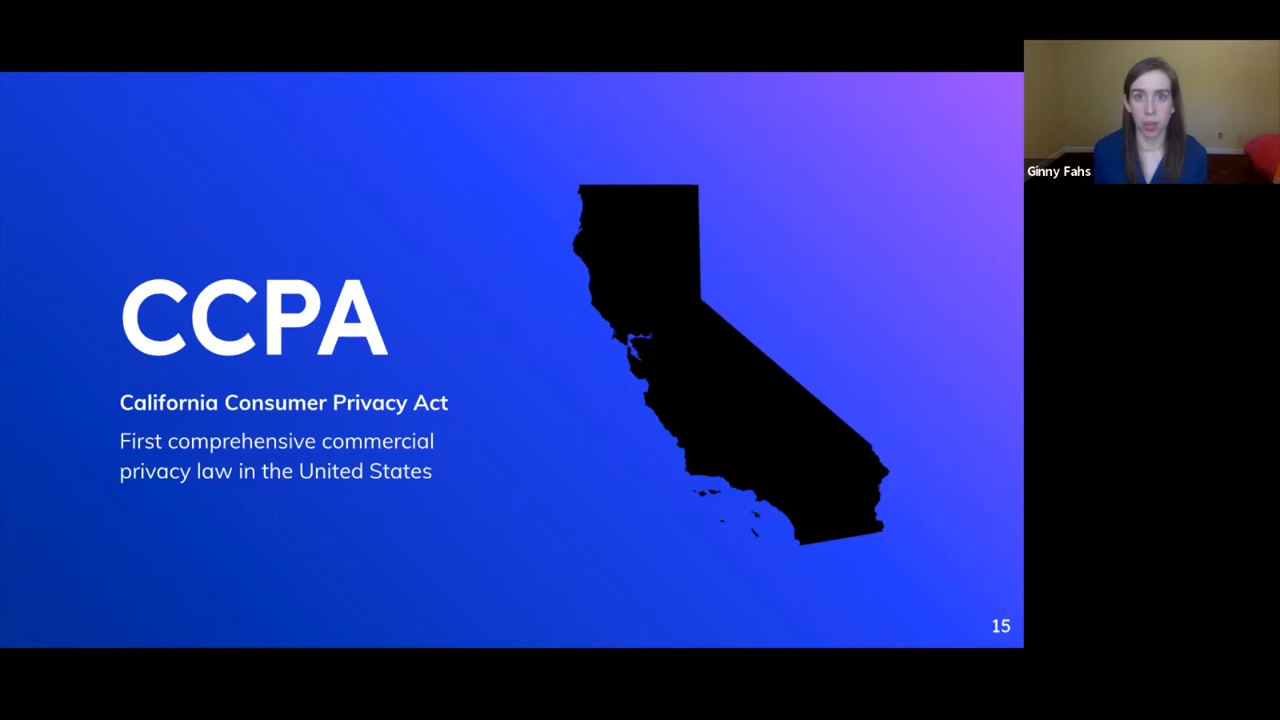 CCPA
California Consumer Privacy Act
First comprehensive commercial
privacy law in the United States
15
Ginny Fahs